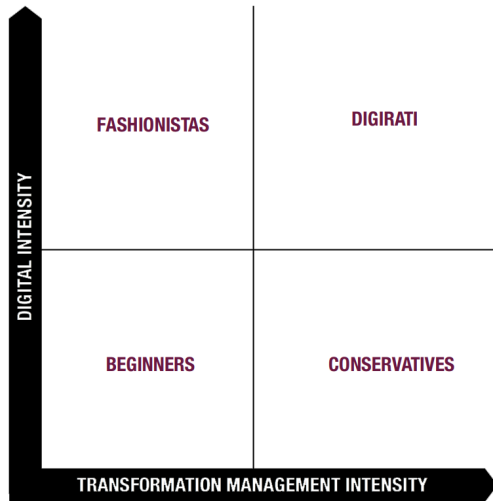 FASHIONISTAS
DIGIRATI
DIGITAL INTENSITY
BEGINNERS
CONSERVATIVES
TRANSFORMATION MANAGEMENT INTENSITY